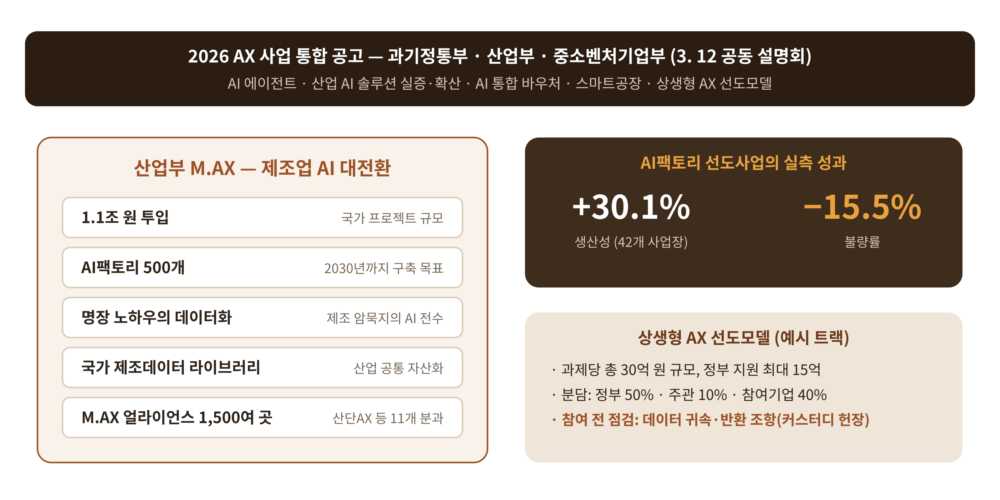 2026 AX 사업 통합 공고 — 과기정통부 · 산업부 · 중소벤처기업부 (3. 12 공동 설명회)
AI 에이전트 · 산업 AI 솔루션 실증·확산 · AI 통합 바우처 · 스마트공장 · 상생형 AX 선도모델
산업부 M.AX — 제조업 AI 대전환
1.1조 원 투입 국가 프로젝트 규모
AI팩토리 500개 2030년까지 구축 목표
명장 노하우의 데이터화 제조 암묵지의 AI 전수
국가 제조데이터 라이브러리 산업 공통 자산화
M.AX 얼라이언스 1,500여 곳 산단AX 등 11개 분과
AI팩토리 선도사업의 실측 성과
+30.1% −15.5%
생산성 (42개 사업장) 불량률
상생형 AX 선도모델 (예시 트랙)
· 과제당 총 30억 원 규모, 정부 지원 최대 15억
· 분담: 정부 50% · 주관 10% · 참여기업 40%
· 참여 전 점검: 데이터 귀속·반환 조항(커스터디 헌장)